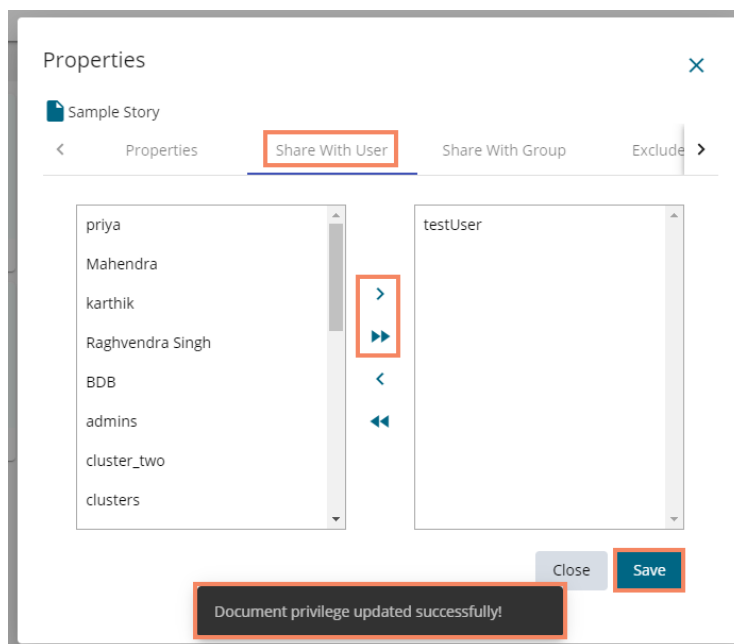 Properties
Sample Story
Properties Share With User Share With Group Exclude
priya
Mahendra
karthik
Raghvendra Singh
BDB
admins
cluster_two
clusters
testUser
Close Save
Document privilege updated successfully!